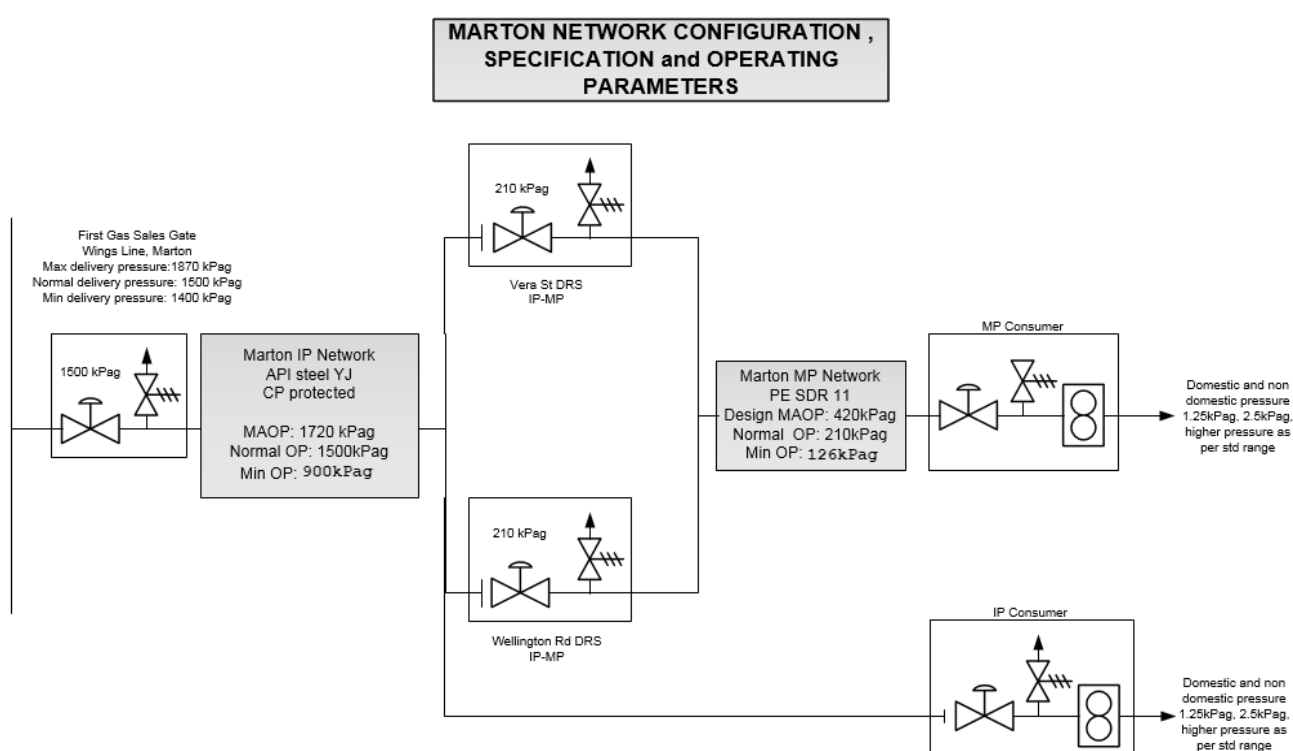 MARTON NETWORK CONFIGURATION ,
SPECIFICATION and OPERATING
PARAMETERS
First Gas Sales Gate
Wings Line, Marton
Max delivery pressure:1870 kPag
Normal delivery pressure: 1500 kPag
Min delivery pressure: 1400 kPag
1500 kPag
Marton IP Network
API steel YJ
CP protected
MAOP: 1720 kPag
Normal OP: 1500kPag
Min OP: 900kPag
210 kPag
Vera St DRS
IP-MP
210 kPag
Wellington Rd DRS
IP-MP
Marton MP Network
PE SDR 11
Design MAOP: 420kPag
Normal OP: 210kPag
Min OP: 126kPag
MP Consumer
Domestic and non
domestic pressure
1.25kPag, 2.5kPag,
higher pressure as
per std range
IP Consumer
Domestic and non
domestic pressure
1.25kPag, 2.5kPag,
higher pressure as
per std range